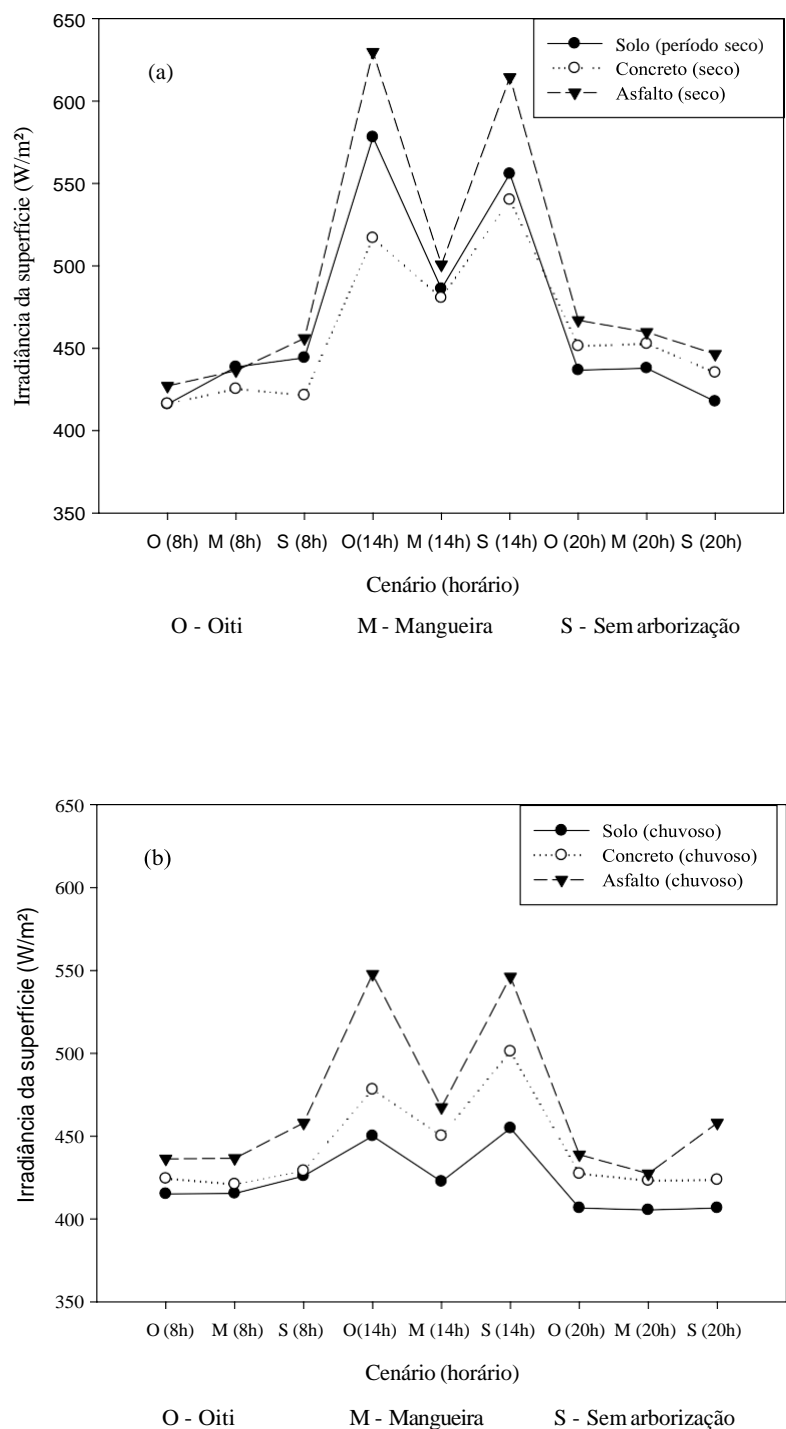 (a)
Solo (período seco)
Concreto (seco)
Asfalto (seco)
Irradiância da superfície (W/m²)
650
600
550
500
450
400
350
O (8h) M (8h) S (8h) O(14h) M (14h) S (14h) O (20h) M (20h) S (20h)
Cenário (horário)
O - Oiti M - Mangueira S - Sem arborização
(b)
Solo (chuvoso)
Concreto (chuvoso)
Asfalto (chuvoso)
Irradiância da superfície (W/m²)
650
600
550
500
450
400
350
O (8h) M (8h) S (8h) O(14h) M (14h) S (14h) O (20h) M (20h) S (20h)
Cenário (horário)
O - Oiti M - Mangueira S - Sem arborização